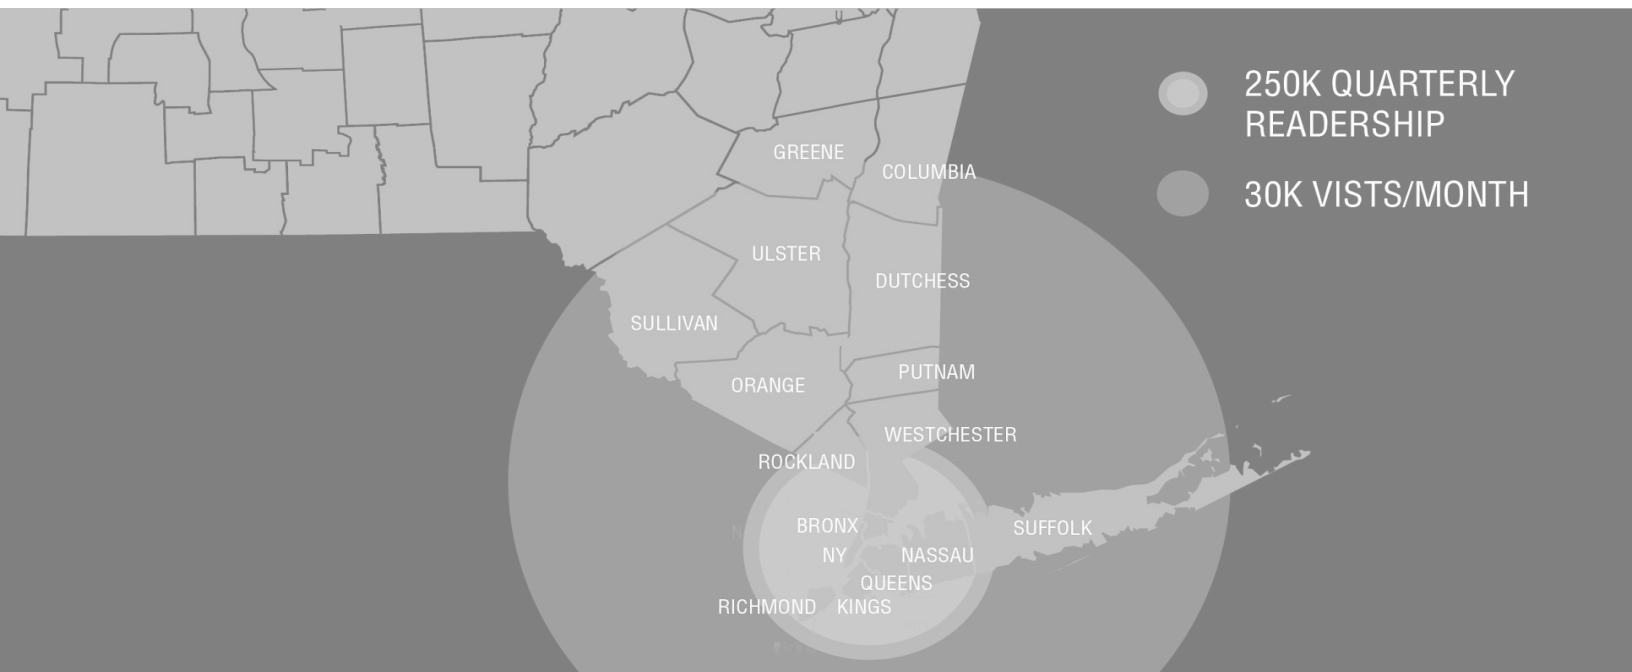 250K QUARTERLY
READERSHIP
30K VISTS/MONTH
GREENE
COLUMBIA
ULSTER
DUTCHESS
SULLIVAN
PUTNAM
ORANGE
WESTCHESTER
ROCKLAND
BRONX
SUFFOLK
NY
NASSAU
QUEENS
RICHMOND
KINGS